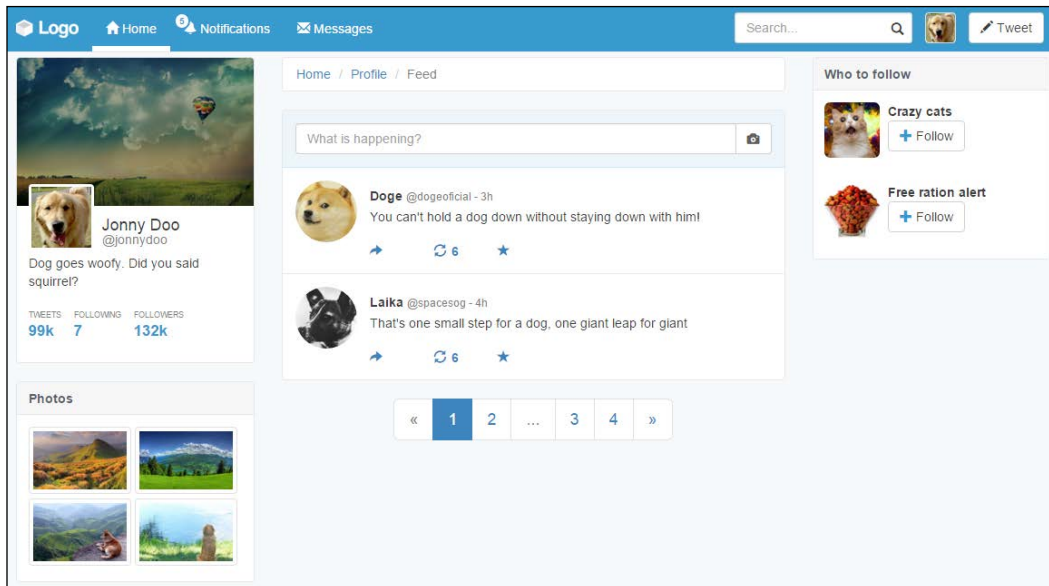 Logo Home 5 Notifications Messages Search... Tweet
Jonny Doo
@jonnydoo
Dog goes woofy. Did you said
squirrel?
TWEETS FOLLOWING FOLLOWERS
99k 7 132k
Photos
Home / Profile / Feed
What is happening?
Doge @dogeoficial - 3h
You can't hold a dog down without staying down with him!
6
Laika @spacesog - 4h
That's one small step for a dog, one giant leap for giant
6
« 1 2 ... 3 4 »
Who to follow
Crazy cats
+ Follow
Free ration alert
+ Follow